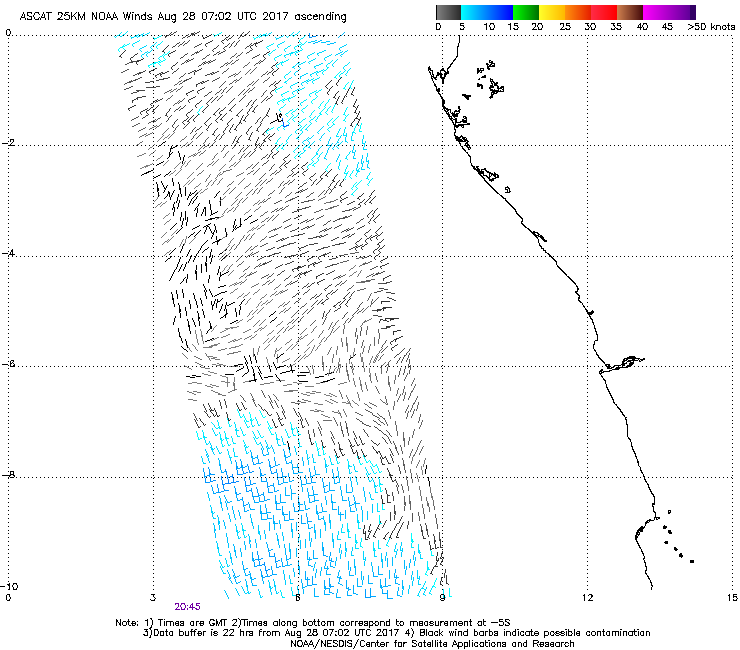 ASCAT 25KM NOAA Winds Aug 28 07:02 UTC 2017 ascending
0 5 10 15 20 25 30 35 40 45 >50 knots
0
-2
-4
-6
-8
-10
0 3 6 9 12 15
20:45
Note: 1) Times are GMT 2)Times along bottom correspond to measurement at -5S
3)Data buffer is 22 hrs from Aug 28 07:02 UTC 2017 4) Black wind barbs indicate possible contamination
NOAA/NESDIS/Center for Satellite Applications and Research